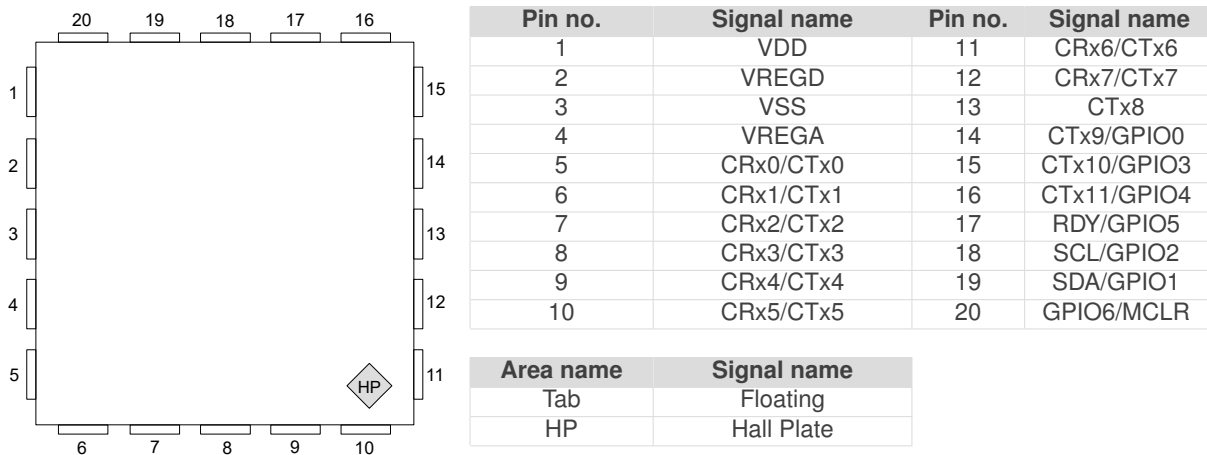 20 19 18 17 16
1
2
3
4
5
15
14
13
12
11
HP
6 7 8 9 10
Pin no. Signal name Pin no. Signal name
1 VDD 11 CRx6/CTx6
2 VREGD 12 CRx7/CTx7
3 VSS 13 CTx8
4 VREGA 14 CTx9/GPIO0
5 CRx0/CTx0 15 CTx10/GPIO3
6 CRx1/CTx1 16 CTx11/GPIO4
7 CRx2/CTx2 17 RDY/GPIO5
8 CRx3/CTx3 18 SCL/GPIO2
9 CRx4/CTx4 19 SDA/GPIO1
10 CRx5/CTx5 20 GPIO6/MCLR
Area name Signal name
Tab Floating
HP Hall Plate